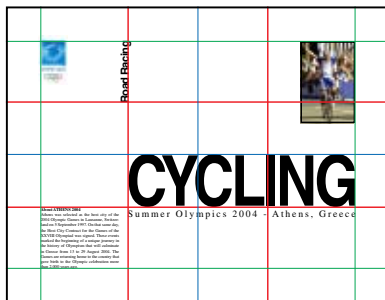 Road Racing
CYCLING
Summer Olympics 2004 - Athens, Greece
About ATHENS 2004
Athens was selected as the host city of the
2004 Olympic Games in Lausanne, Switzer-
land on 5 September 1997. On that same day,
the Host City Contract for the Games of the
XXVIII Olympiad was signed. These events
marked the beginning of a unique journey in
the history of Olympism that will culminate
in Greece from 13 to 29 August 2004. The
Games are returning home to the country that
gave birth to the Olympic celebration more
than 2,000 years ago.